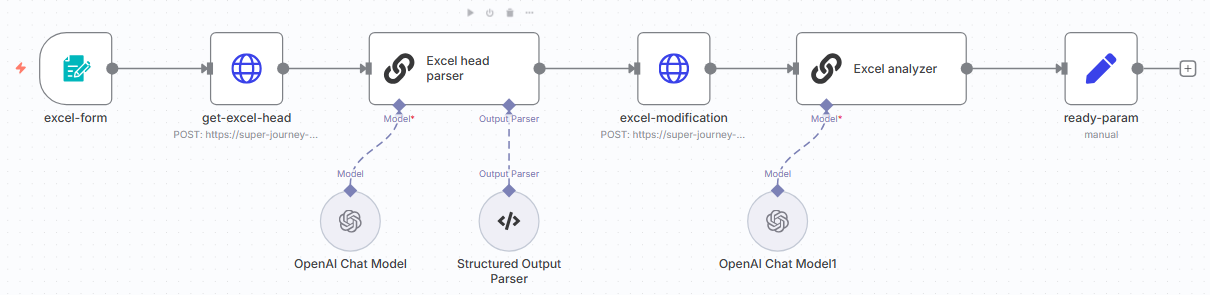 Excel head
parser
Excel analyzer
excel-form
get-excel-head
POST: https://super-journey-...
Model*
Output Parser
excel-modification
POST: https://super-journey-...
Model*
ready-param
manual
Model
Output Parser
Model
OpenAI Chat Model
Structured Output
Parser
OpenAI Chat Model1